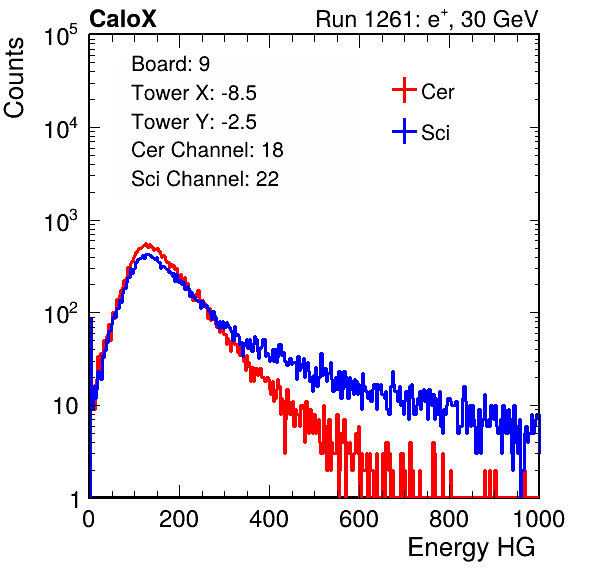 CaloX Run 1261: e⁺, 30 GeV
Counts
Board: 9
Tower X: -8.5
Tower Y: -2.5
Cer Channel: 18
Sci Channel: 22
Cer
Sci
10⁵
10⁴
10³
10²
10
1
0 200 400 600 800 1000
Energy HG